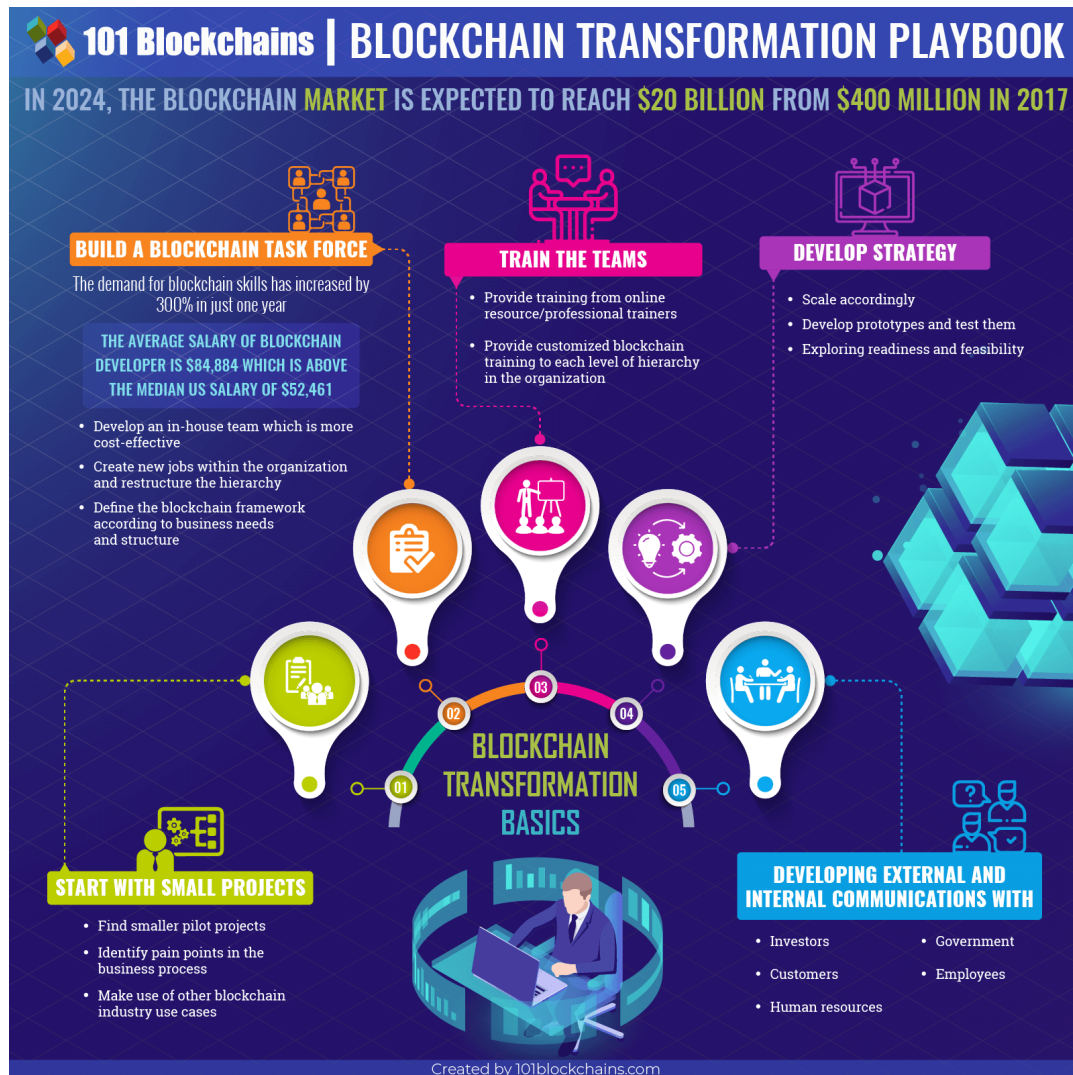 101 Blockchains | BLOCKCHAIN TRANSFORMATION PLAYBOOK
IN 2024, THE BLOCKCHAIN MARKET IS EXPECTED TO REACH $20 BILLION FROM $400 MILLION IN 2017
BUILD A BLOCKCHAIN TASK FORCE
The demand for blockchain skills has increased by
300% in just one year
THE AVERAGE SALARY OF BLOCKCHAIN
DEVELOPER IS $84,884 WHICH IS ABOVE
THE MEDIAN US SALARY OF $52,461
• Develop an in-house team which is more
cost-effective
• Create new jobs within the organization
and restructure the hierarchy
• Define the blockchain framework
according to business needs
and structure
TRAIN THE TEAMS
• Provide training from online
resource/professional trainers
• Provide customized blockchain
training to each level of hierarchy
in the organization
DEVELOP STRATEGY
• Scale accordingly
• Develop prototypes and test them
• Exploring readiness and feasibility
01
02
03
04
05
BLOCKCHAIN
TRANSFORMATION
BASICS
START WITH SMALL PROJECTS
• Find smaller pilot projects
• Identify pain points in the
business process
• Make use of other blockchain
industry use cases
DEVELOPING EXTERNAL AND
INTERNAL COMMUNICATIONS WITH
• Investors
• Customers
• Human resources
• Government
• Employees
Created by 101blockchains.com